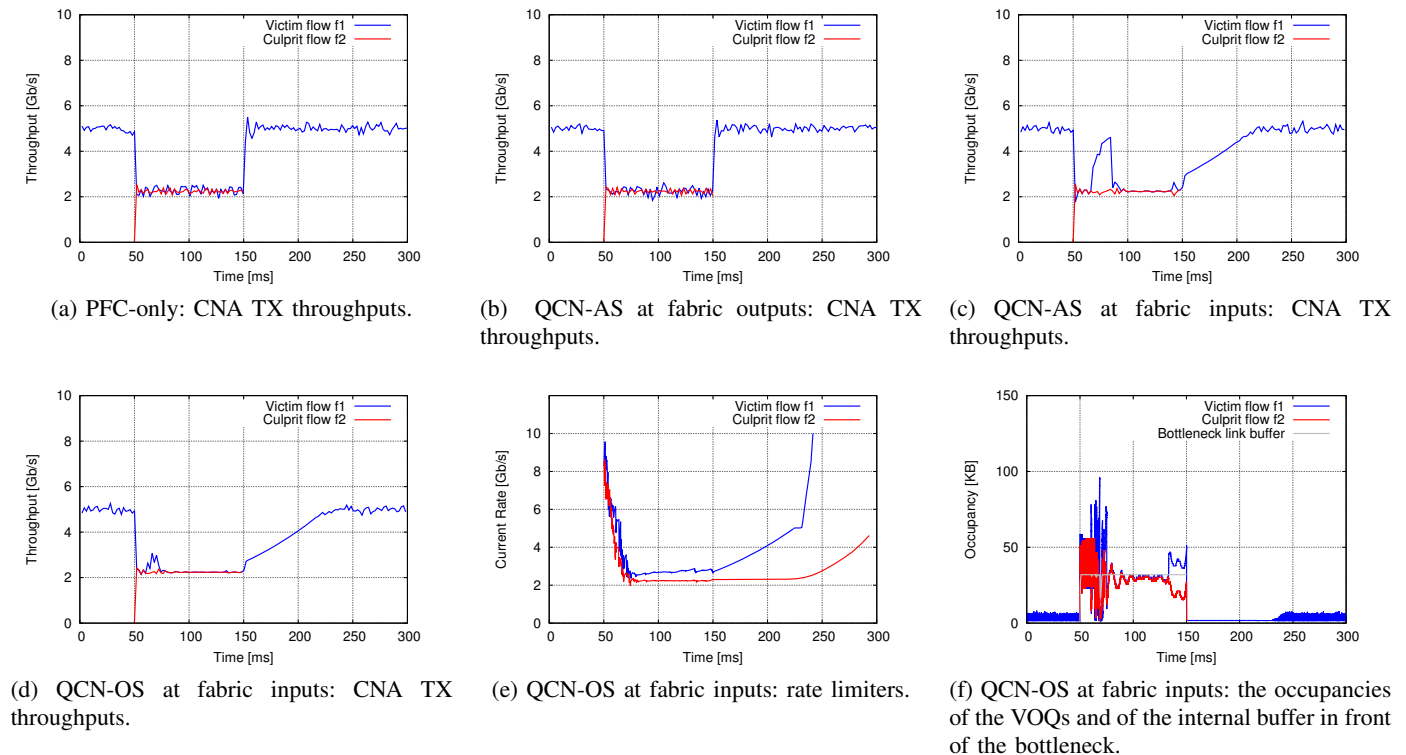 10
8
6
4
2
0
Throughput [Gb/s]
Victim flow f1
Culprit flow f2
0 50 100 150 200 250 300
Time [ms]
(a) PFC-only: CNA TX throughputs.
10
8
6
4
2
0
Throughput [Gb/s]
Victim flow f1
Culprit flow f2
0 50 100 150 200 250 300
Time [ms]
(b) QCN-AS at fabric outputs: CNA TX
throughputs.
10
8
6
4
2
0
Throughput [Gb/s]
Victim flow f1
Culprit flow f2
0 50 100 150 200 250 300
Time [ms]
(c) QCN-AS at fabric inputs: CNA TX
throughputs.
10
8
6
4
2
0
Throughput [Gb/s]
Victim flow f1
Culprit flow f2
0 50 100 150 200 250 300
Time [ms]
(d) QCN-OS at fabric inputs: CNA TX
throughputs.
10
8
6
4
2
0
Current Rate [Gb/s]
Victim flow f1
Culprit flow f2
0 50 100 150 200 250 300
Time [ms]
(e) QCN-OS at fabric inputs: rate limiters.
150
100
50
0
Occupancy [KB]
Victim flow f1
Culprit flow f2
Bottleneck link buffer
0 50 100 150 200 250 300
Time [ms]
(f) QCN-OS at fabric inputs: the occupancies
of the VOQs and of the internal buffer in front
of the bottleneck.